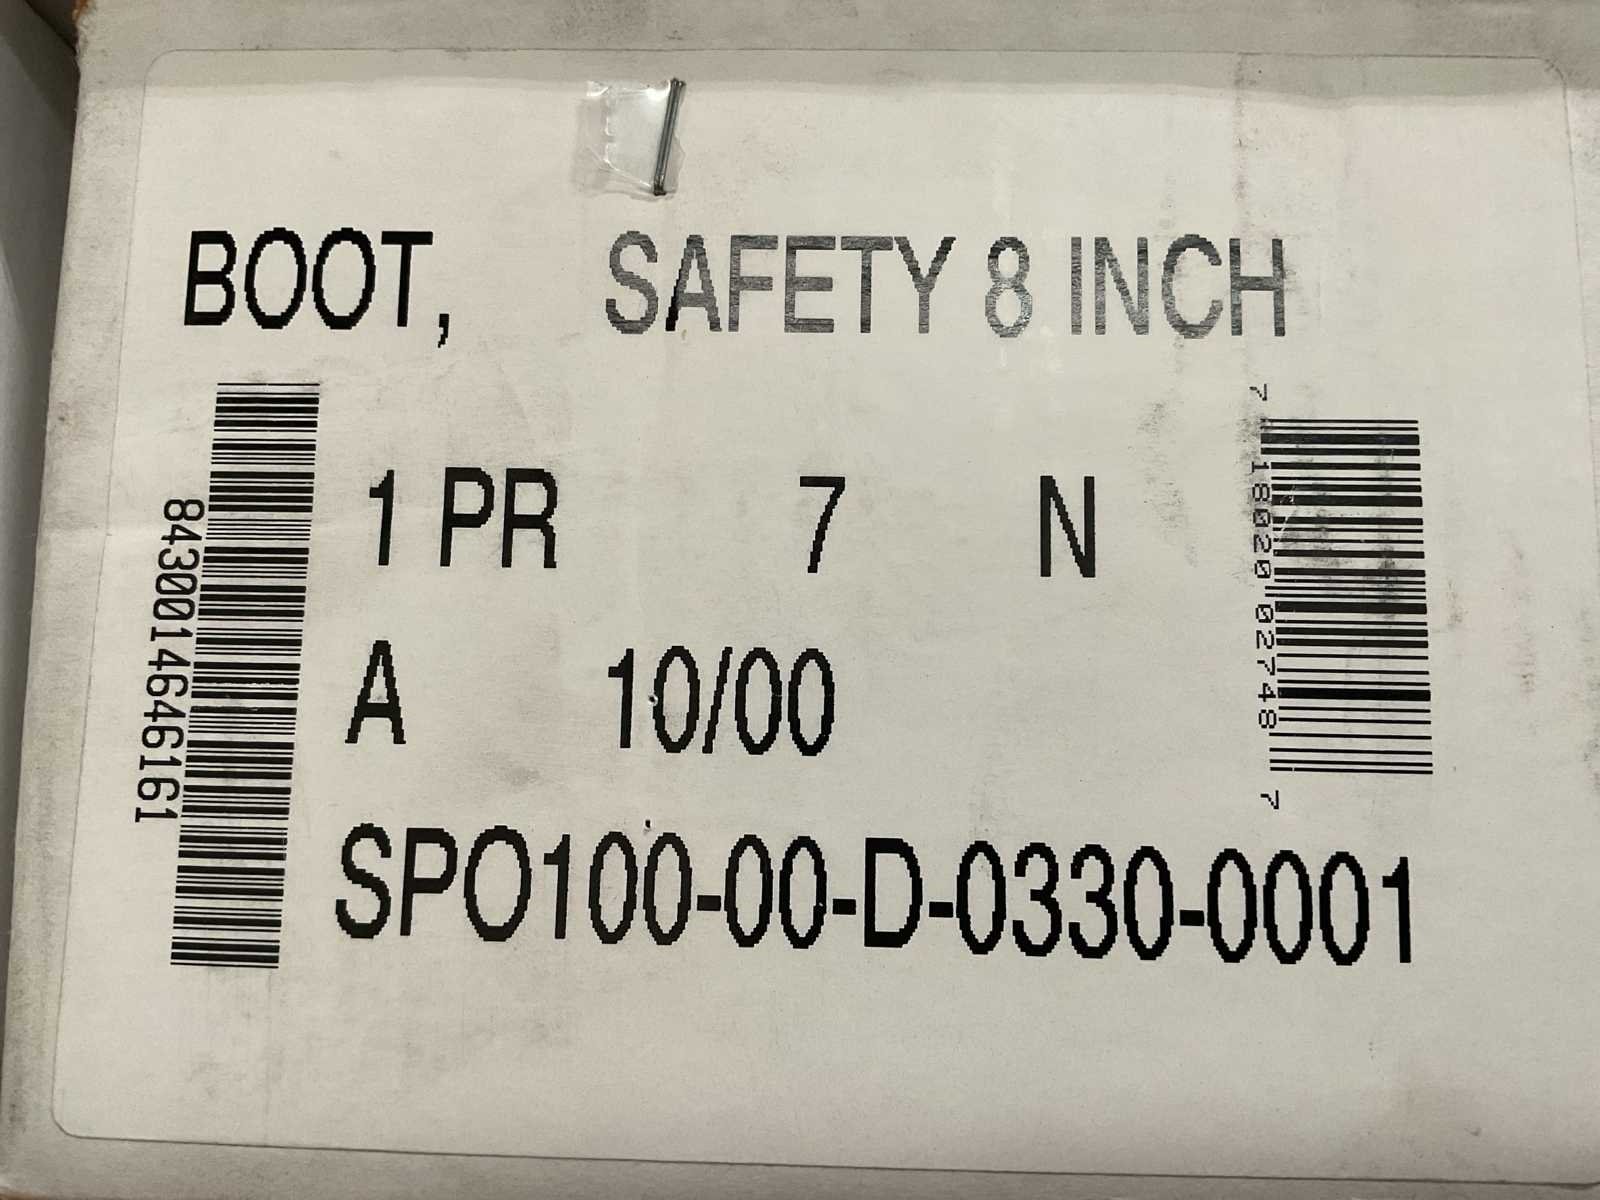 BOOT, SAFETY 8 INCH
8430014646161
1 PR 7 N
7 18020 02748 7
A 10/00
SPO100-00-D-0330-0001